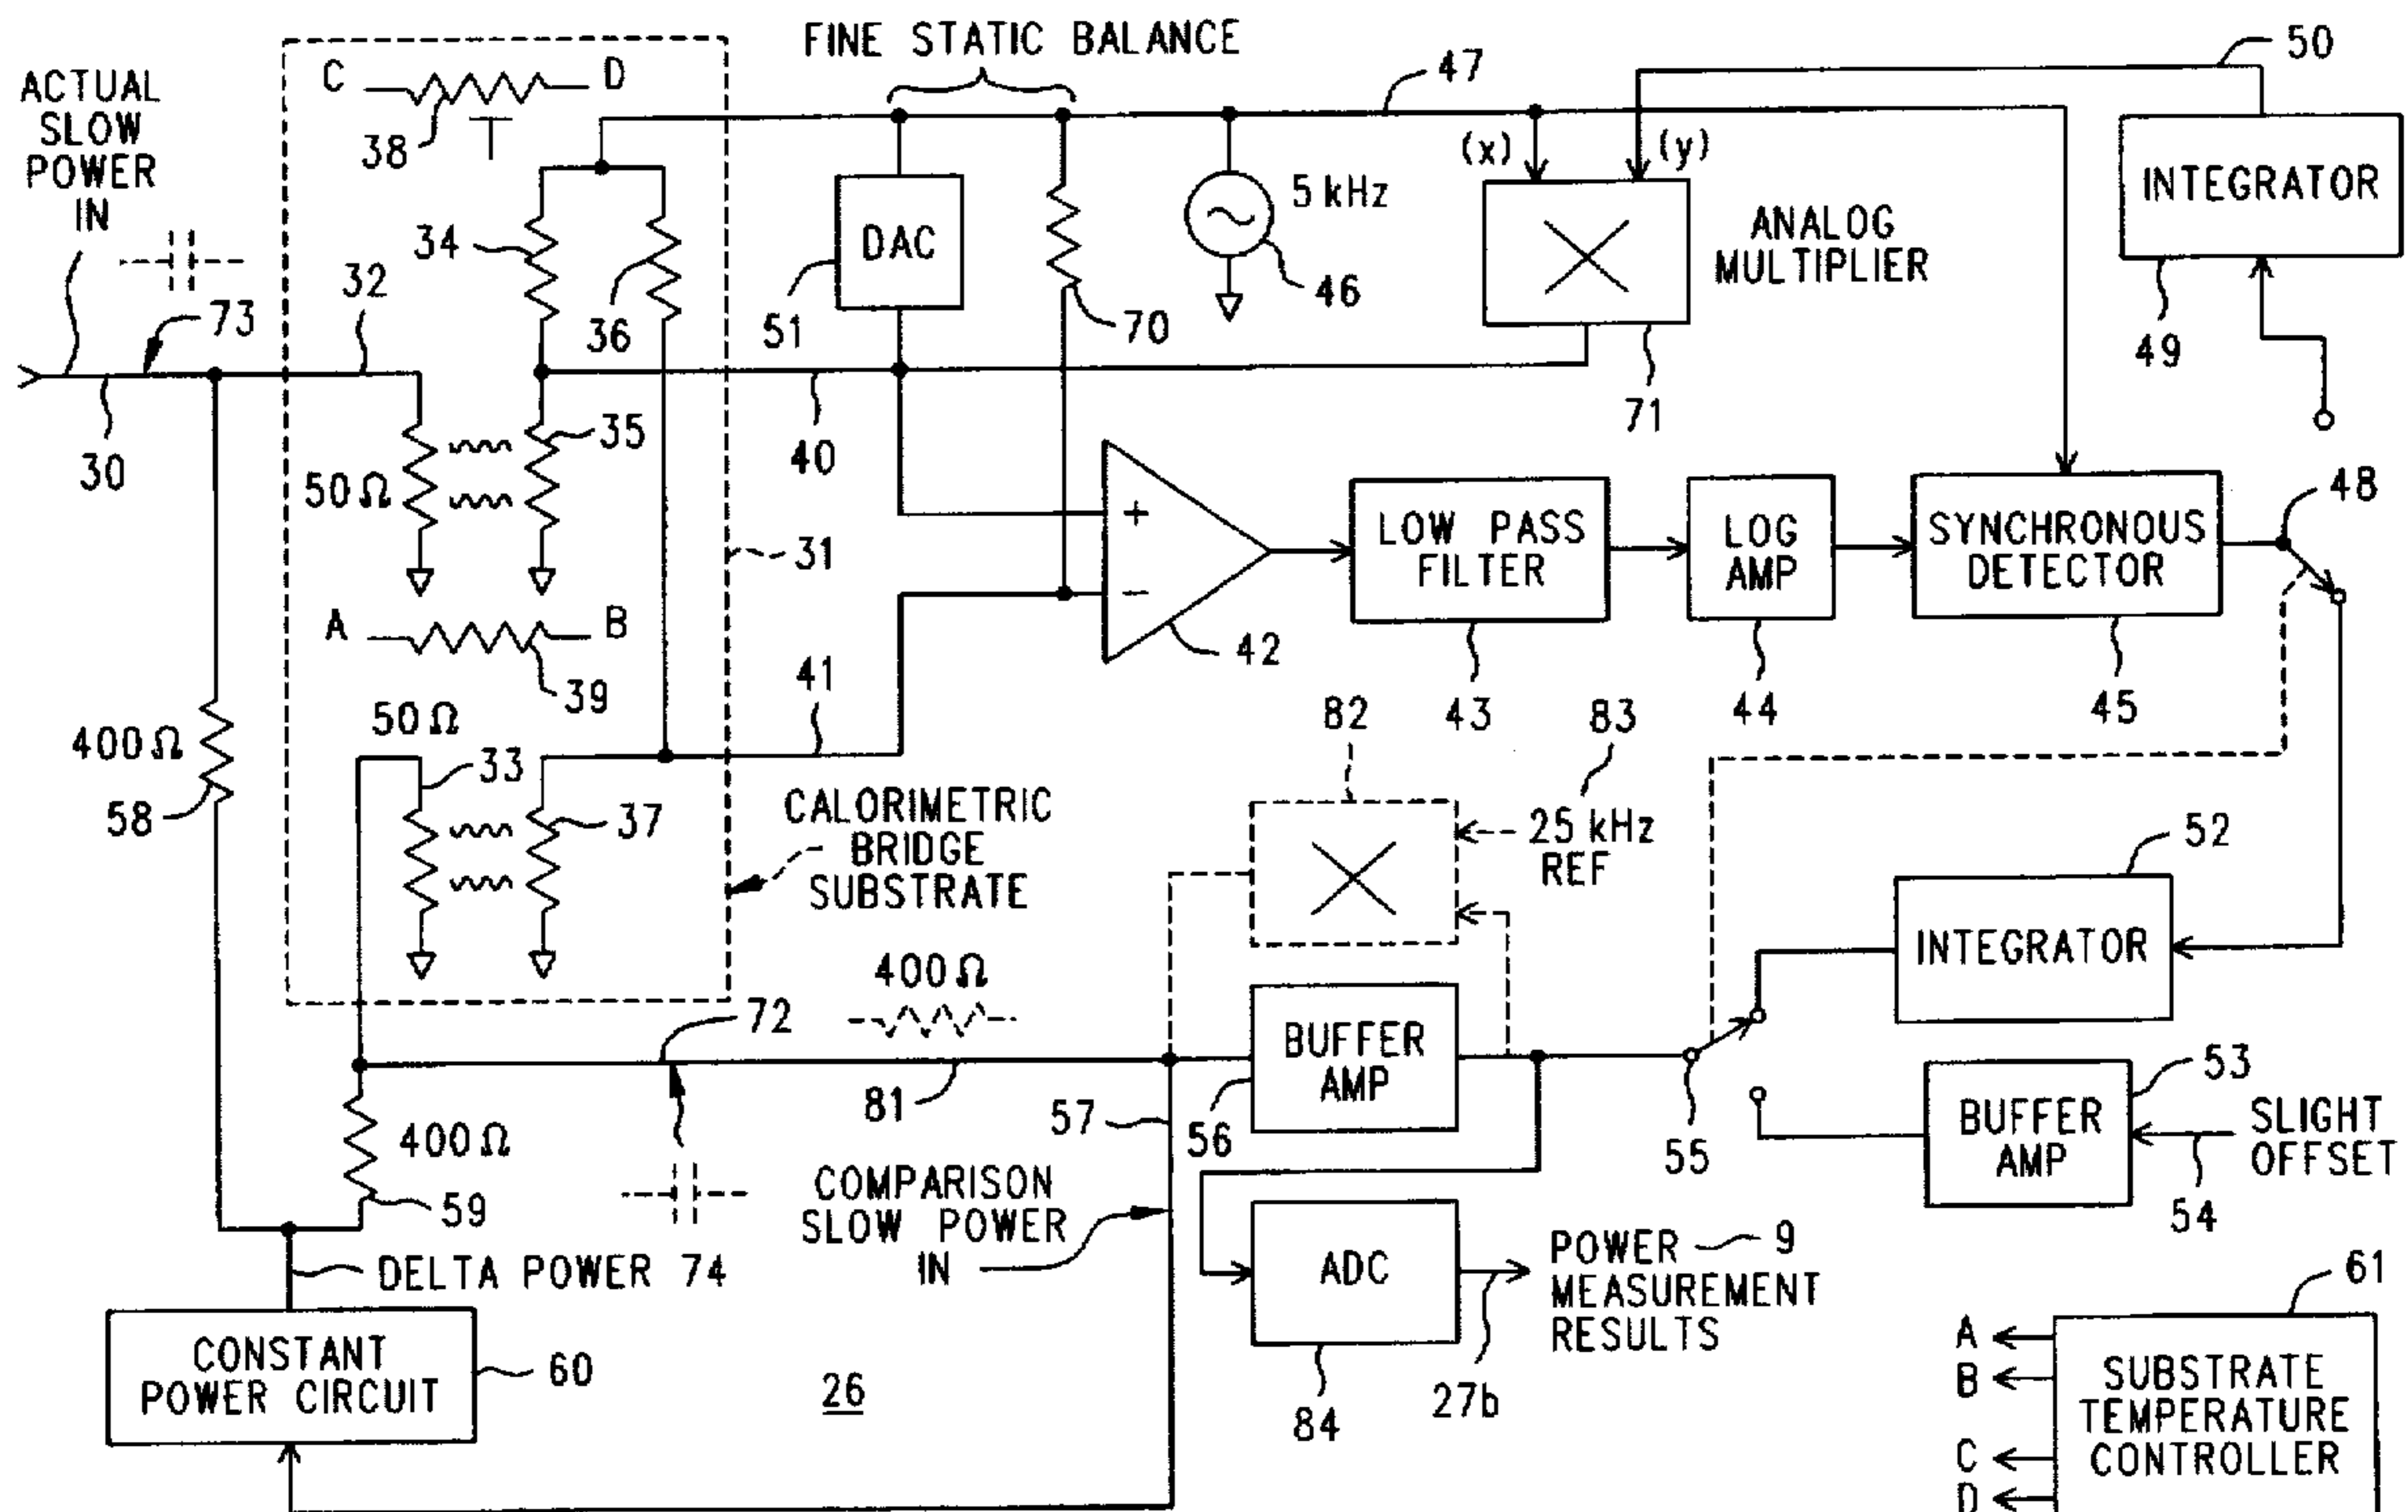 FINE STATIC BALANCE
ACTUAL
SLOW
POWER
IN
C
D
38
T
47
50
(x)
(y)
INTEGRATOR
49
34
36
DAC
51
70
5 kHz
46
ANALOG
MULTIPLIER
71
32
73
30
35
50Ω
40
31
+
−
42
LOW PASS
FILTER
43
LOG
AMP
44
SYNCHRONOUS
DETECTOR
45
48
A
B
39
41
50Ω
33
37
400Ω
58
CALORIMETRIC
BRIDGE
SUBSTRATE
82
83
25 kHz
REF
52
INTEGRATOR
400Ω
72
81
BUFFER
AMP
56
57
55
BUFFER
AMP
53
SLIGHT
OFFSET
54
400Ω
59
COMPARISON
SLOW POWER
IN
DELTA POWER 74
CONSTANT
POWER CIRCUIT
60
26
ADC
84
27b
POWER 9
MEASUREMENT
RESULTS
61
A
B
C
D
SUBSTRATE
TEMPERATURE
CONTROLLER